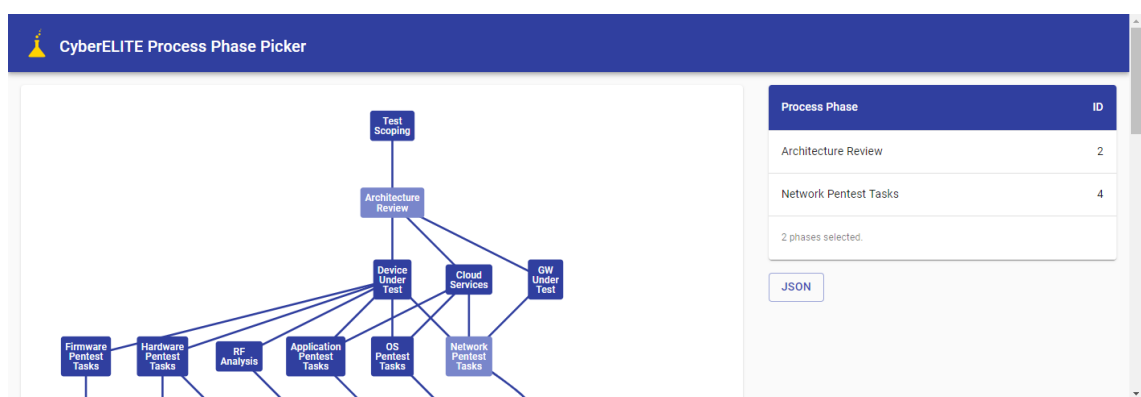 CyberELITE Process Phase Picker
Test
Scoping
Architecture
Review
Device
Under
Test
Cloud
Services
GW
Under
Test
Firmware
Pentest
Tasks
Hardware
Pentest
Tasks
RF
Analysis
Application
Pentest
Tasks
OS
Pentest
Tasks
Network
Pentest
Tasks
Process Phase ID
Architecture Review 2
Network Pentest Tasks 4
2 phases selected.
JSON